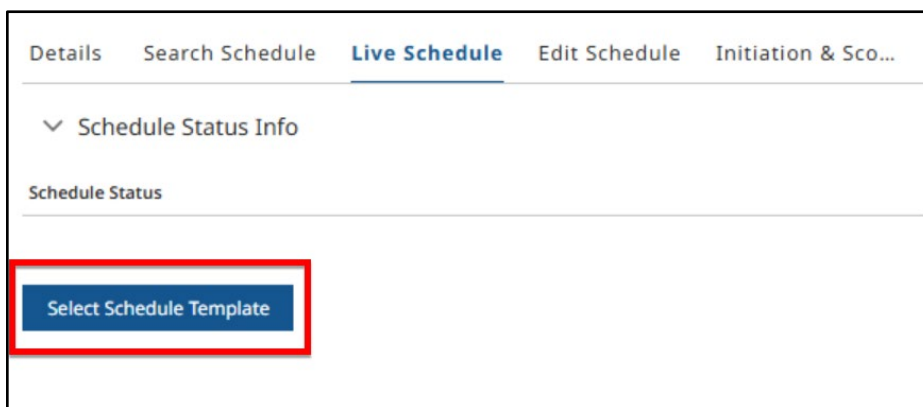 Details Search Schedule Live Schedule Edit Schedule Initiation & Sco...
Schedule Status Info
Schedule Status
Select Schedule Template